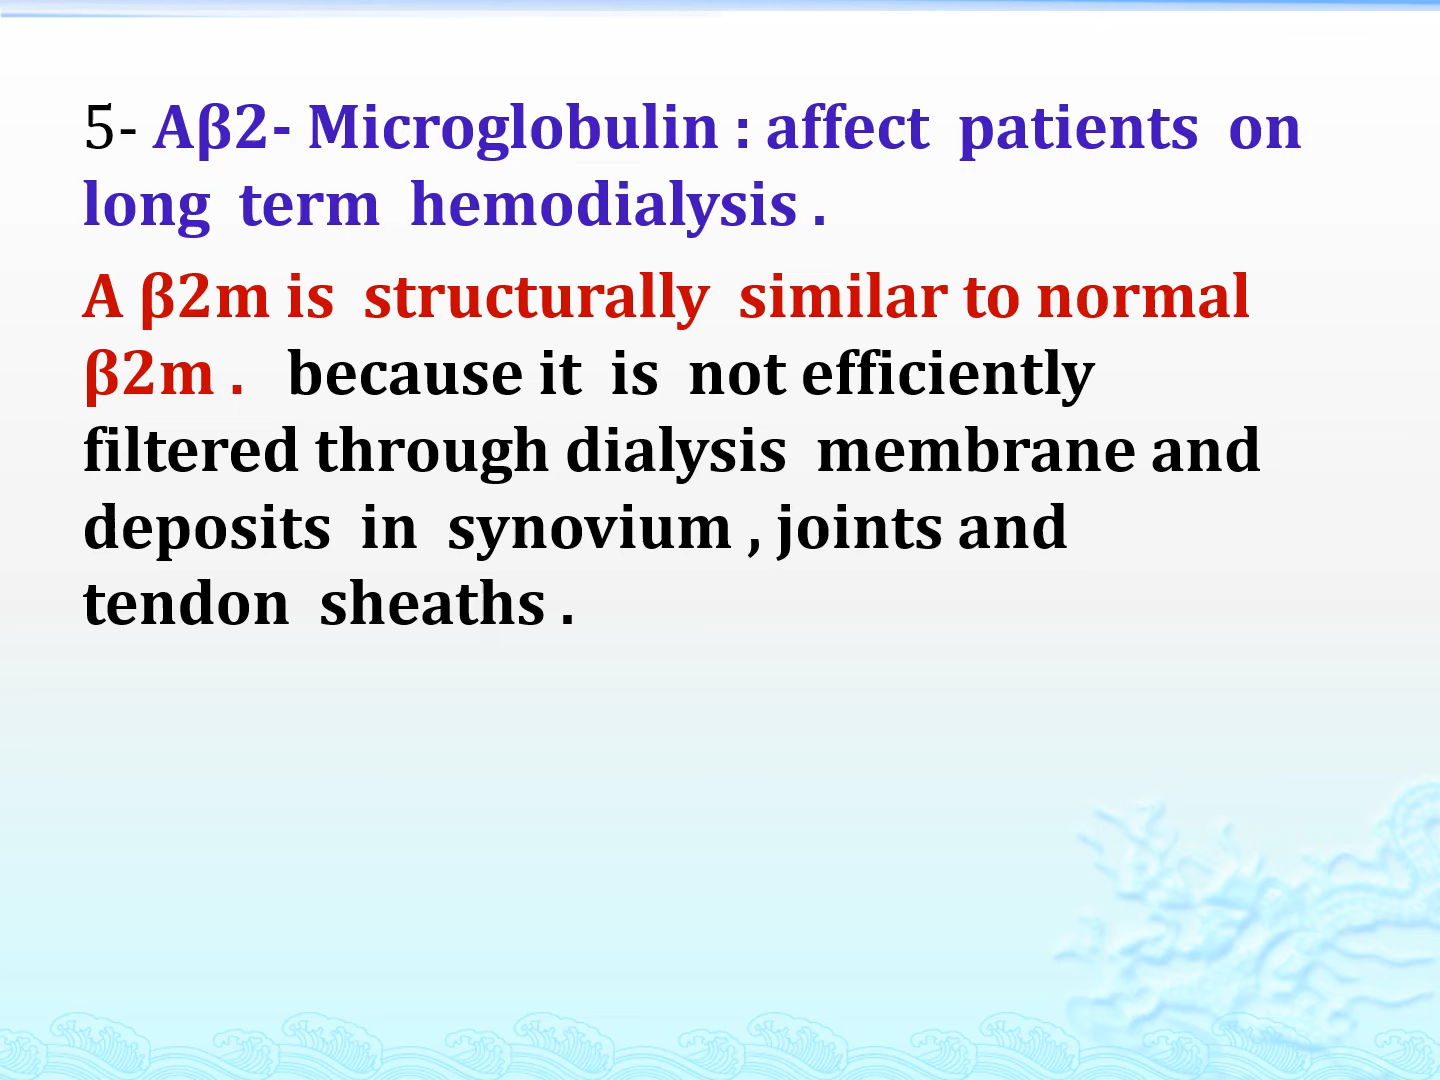 5- Aβ2- Microglobulin : affect patients on
long term hemodialysis .
A β2m is structurally similar to normal
β2m . because it is not efficiently
filtered through dialysis membrane and
deposits in synovium , joints and
tendon sheaths .